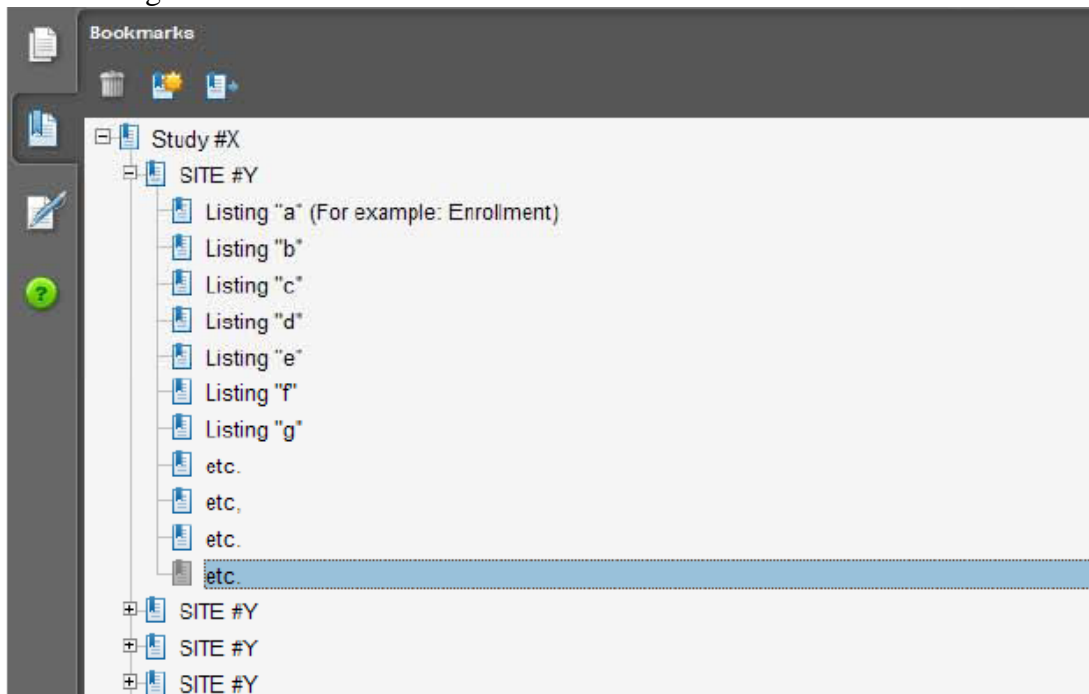 Bookmarks
Study #X
SITE #Y
Listing "a" (For example: Enrollment)
Listing "b"
Listing "c"
Listing "d"
Listing "e"
Listing "f"
Listing "g"
etc.
etc,
etc.
etc.
SITE #Y
SITE #Y
SITE #Y